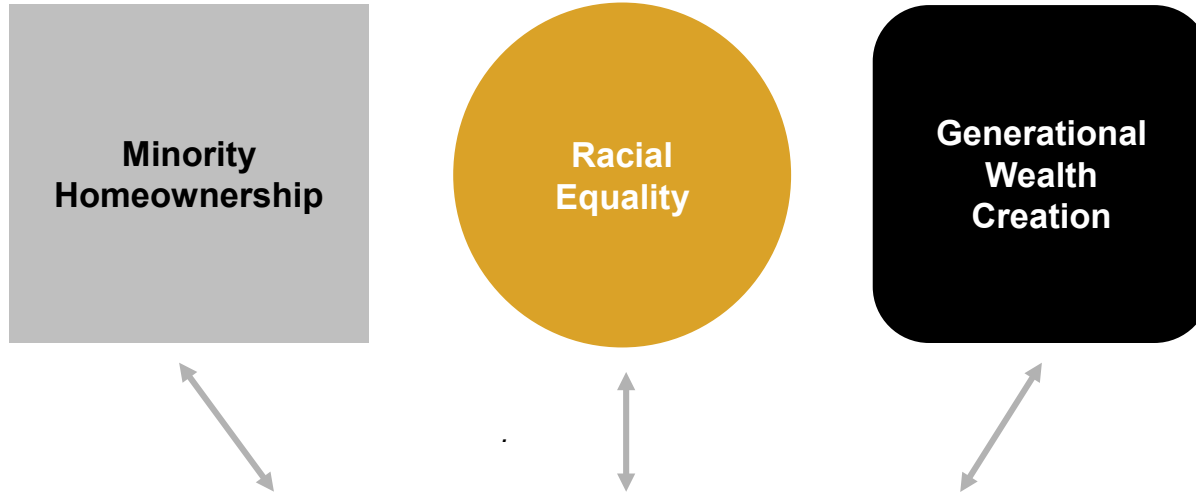 Minority
Homeownership
Racial
Equality
Generational
Wealth
Creation
.